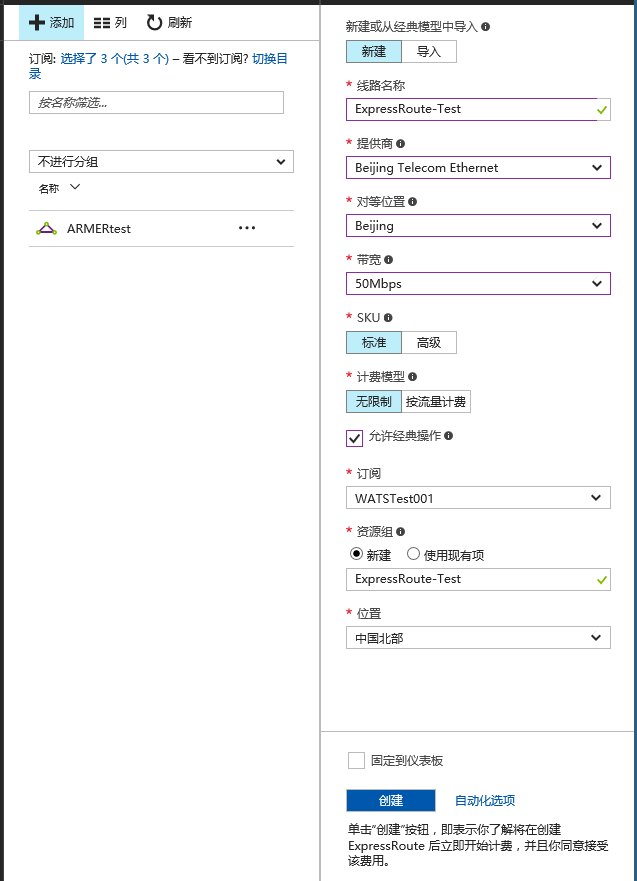 添加 列 刷新
订阅: 选择了 3 个(共 3 个) – 看不到订阅? 切换目
录
按名称筛选...
不进行分组
名称
ARMERtest •••
新建或从经典模型中导入
新建 导入
* 线路名称
ExpressRoute-Test
* 提供商
Beijing Telecom Ethernet
* 对等位置
Beijing
* 带宽
50Mbps
* SKU
标准 高级
* 计费模型
无限制 按流量计费
允许经典操作
* 订阅
WATSTest001
* 资源组
新建 使用现有项
ExpressRoute-Test
* 位置
中国北部
固定到仪表板
创建 自动化选项
单击“创建”按钮，即表示你了解将在创建
ExpressRoute 后立即开始计费，并且你同意接受
该费用。